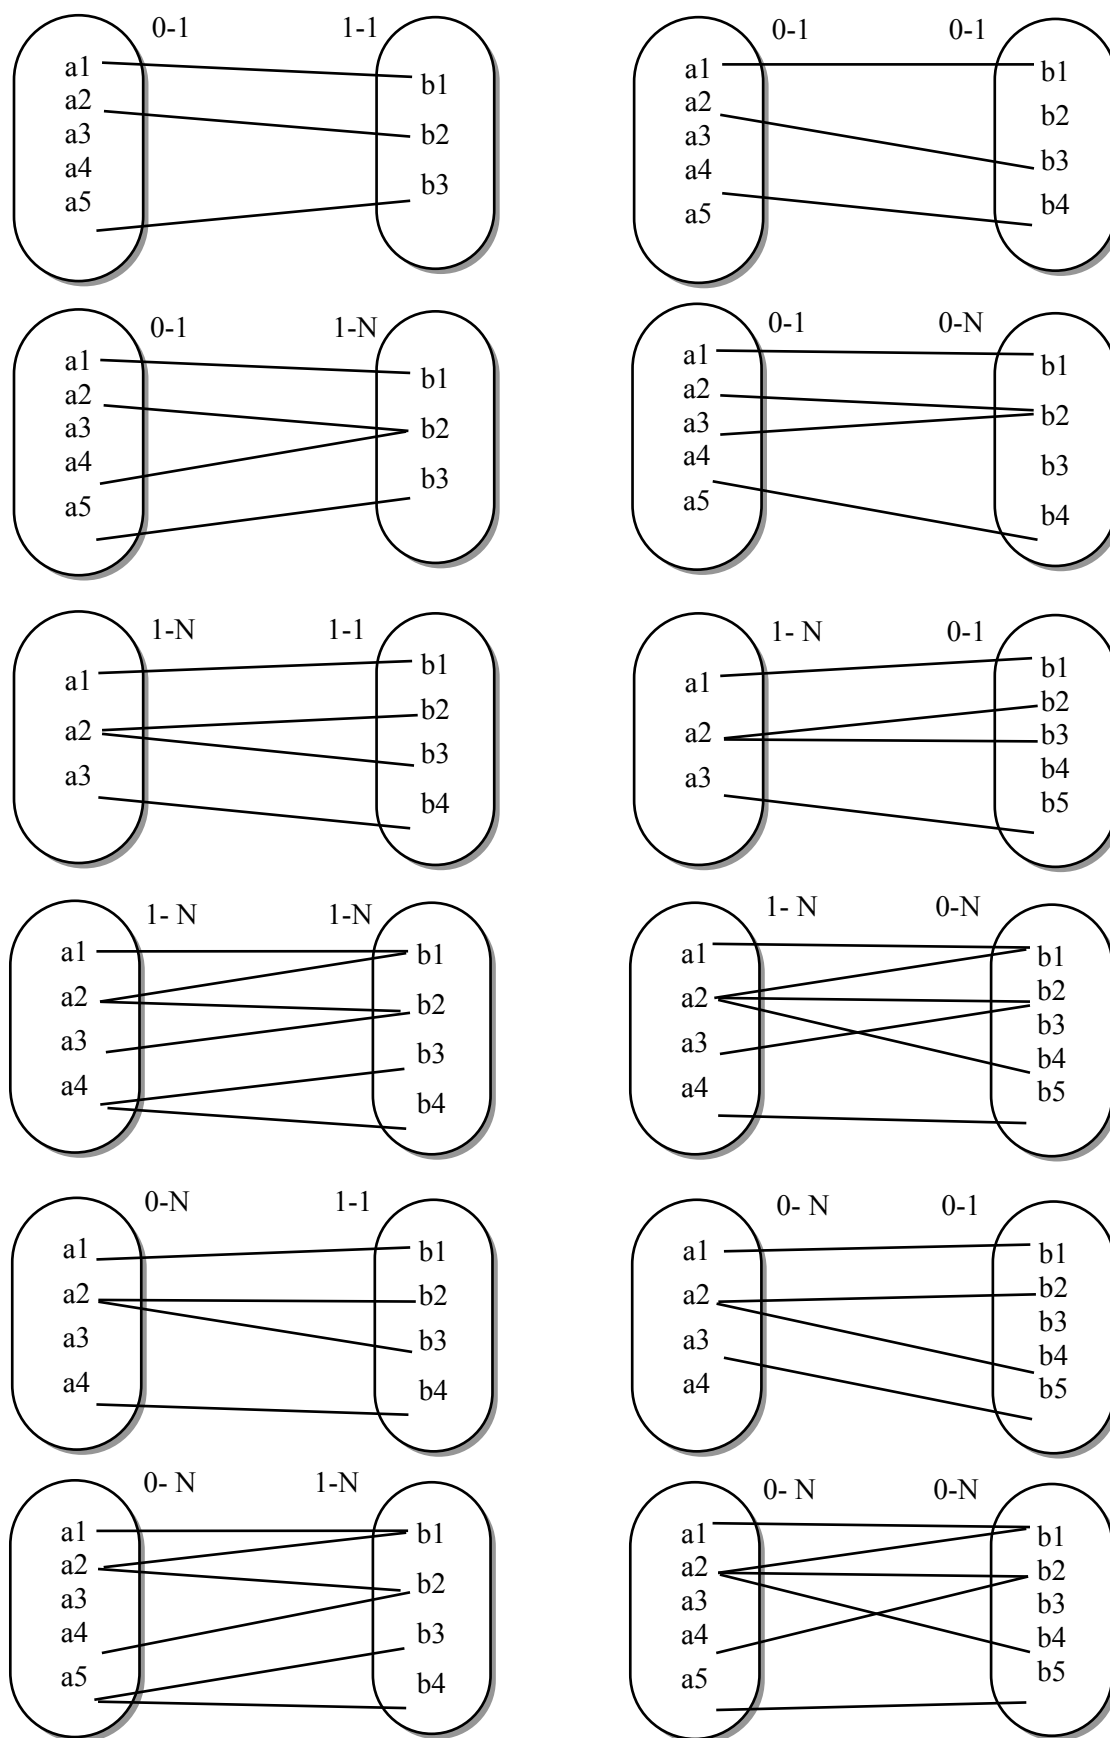 0-1 1-1
a1
a2
a3
a4
a5
b1
b2
b3
0-1 0-1
a1
a2
a3
a4
a5
b1
b2
b3
b4
0-1 1-N
a1
a2
a3
a4
a5
b1
b2
b3
0-1 0-N
a1
a2
a3
a4
a5
b1
b2
b3
b4
1-N 1-1
a1
a2
a3
b1
b2
b3
b4
1- N 0-1
a1
a2
a3
b1
b2
b3
b4
b5
1- N 1-N
a1
a2
a3
a4
b1
b2
b3
b4
1- N 0-N
a1
a2
a3
a4
b1
b2
b3
b4
b5
0-N 1-1
a1
a2
a3
a4
b1
b2
b3
b4
0- N 0-1
a1
a2
a3
a4
b1
b2
b3
b4
b5
0- N 1-N
a1
a2
a3
a4
a5
b1
b2
b3
b4
0- N 0-N
a1
a2
a3
a4
a5
b1
b2
b3
b4
b5